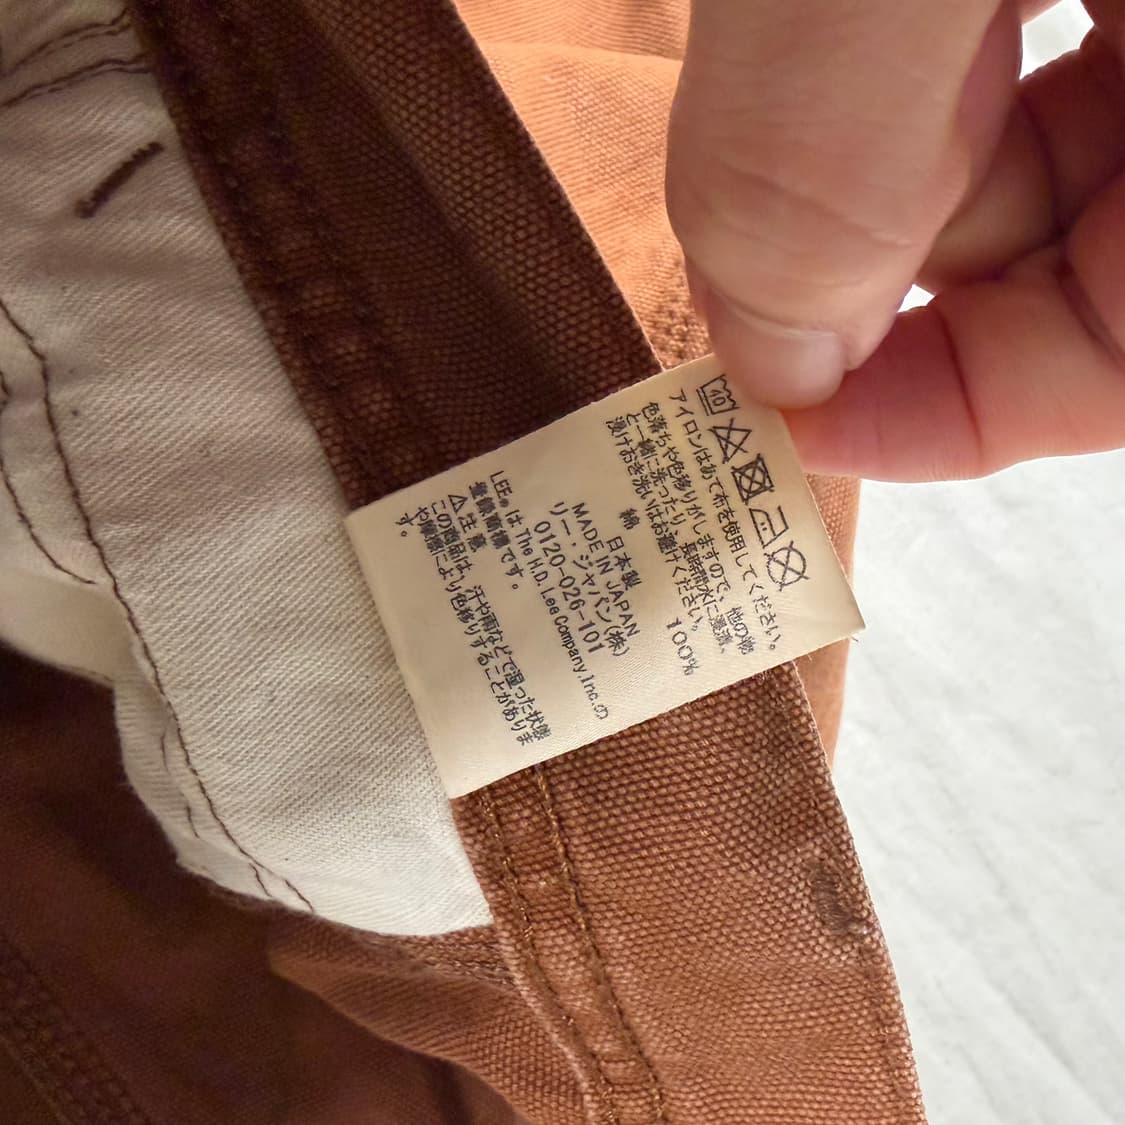 40
アイロンはあて布を使用してください。
色落ちや色移りがしますので、他の物
と一緒に洗ったり、長時間水に浸漬、
浸けおき洗いはお避けください。
綿 100%
日本製
MADE IN JAPAN
リー・ジャパン(株)
0120-026-101
LEE®は The H.D. Lee Company, Inc.の
登録商標です。
⚠注意
この商品は、汗や雨などで湿った状態
や摩擦により色移りすることがありま
す。